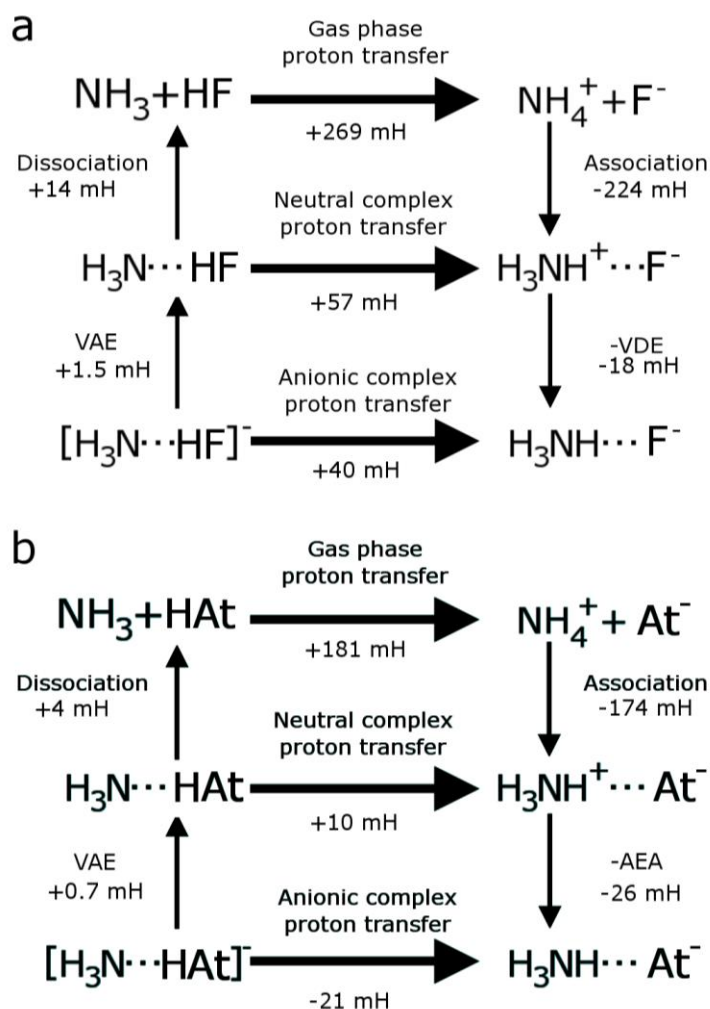 a
Gas phase
proton transfer
NH₃+HF
NH₄⁺+F⁻
+269 mH
Dissociation
+14 mH
Association
-224 mH
Neutral complex
proton transfer
H₃N···HF
H₃NH⁺···F⁻
+57 mH
VAE
+1.5 mH
-VDE
-18 mH
Anionic complex
proton transfer
[H₃N···HF]⁻
H₃NH···F⁻
+40 mH
b
Gas phase
proton transfer
NH₃+HAt
NH₄⁺+ At⁻
+181 mH
Dissociation
+4 mH
Association
-174 mH
Neutral complex
proton transfer
H₃N···HAt
H₃NH⁺··· At⁻
+10 mH
VAE
+0.7 mH
-AEA
-26 mH
Anionic complex
proton transfer
[H₃N···HAt]⁻
H₃NH··· At⁻
-21 mH